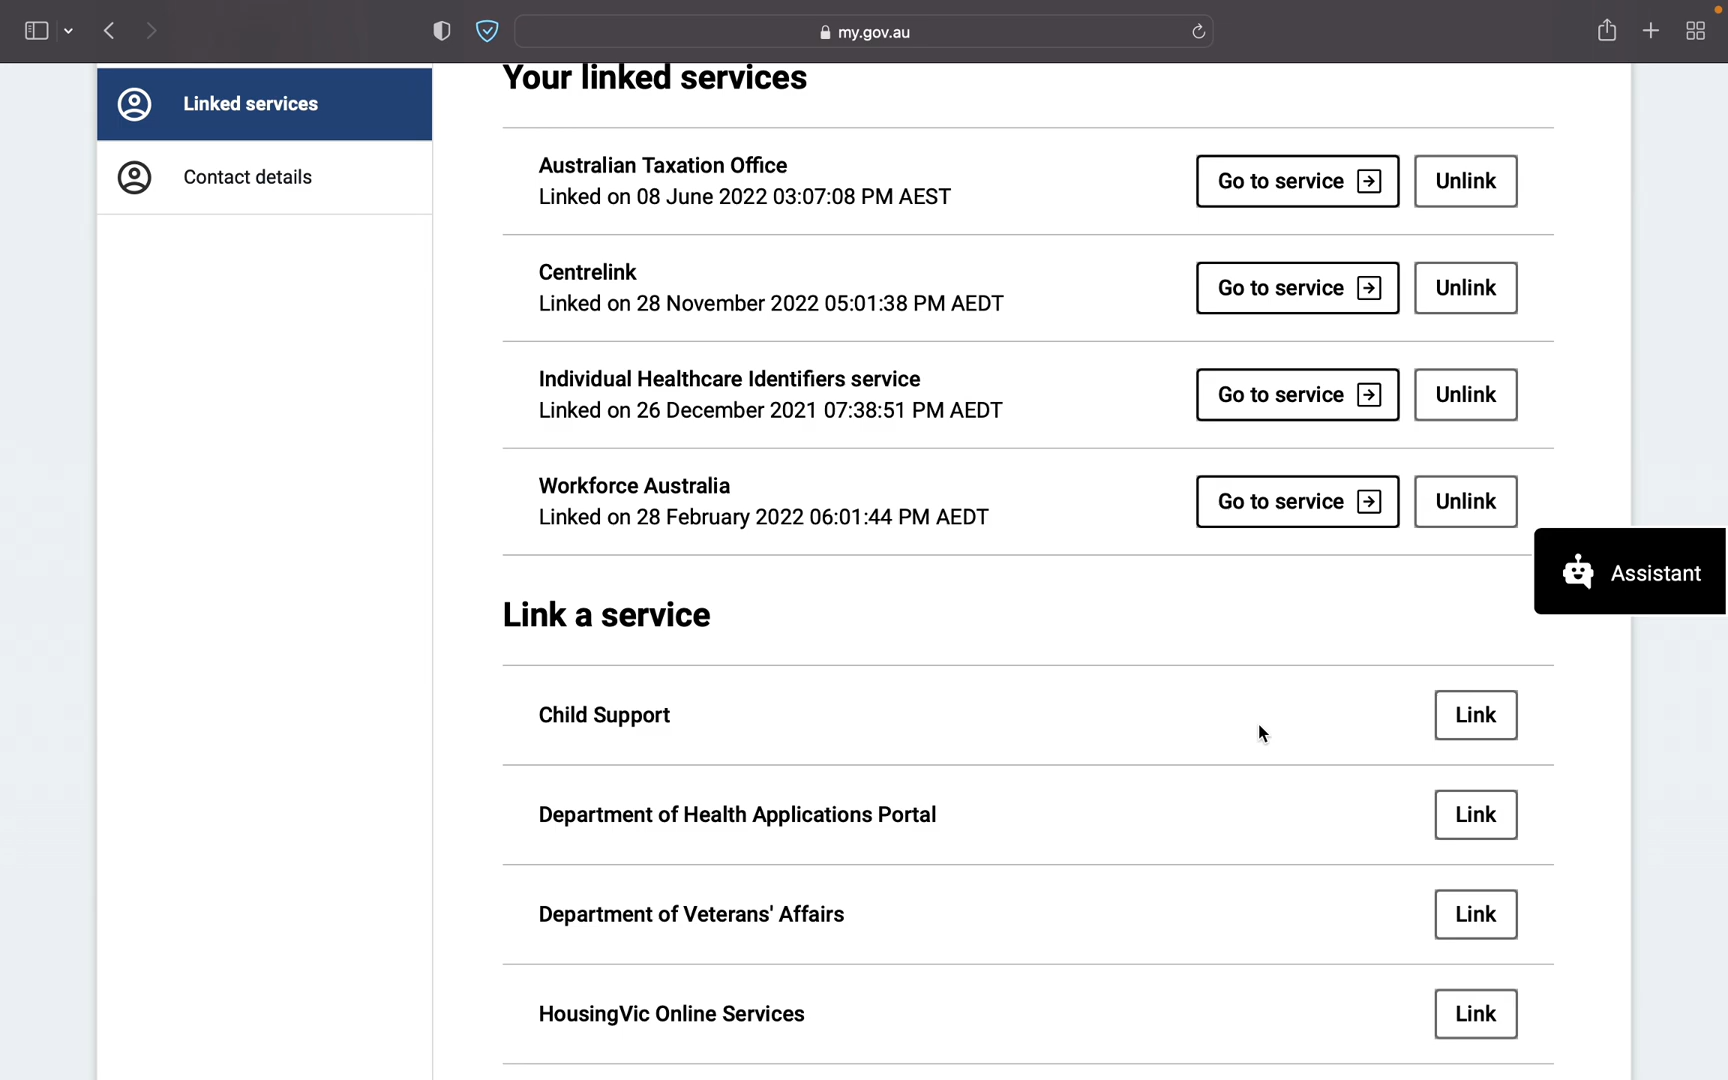 my.gov.au
Your linked services
Linked services
Contact details
Australian Taxation Office
Linked on 08 June 2022 03:07:08 PM AEST
Go to service
Unlink
Centrelink
Linked on 28 November 2022 05:01:38 PM AEDT
Go to service
Unlink
Individual Healthcare Identifiers service
Linked on 26 December 2021 07:38:51 PM AEDT
Go to service
Unlink
Workforce Australia
Linked on 28 February 2022 06:01:44 PM AEDT
Go to service
Unlink
Assistant
Link a service
Child Support
Link
Department of Health Applications Portal
Link
Department of Veterans' Affairs
Link
HousingVic Online Services
Link